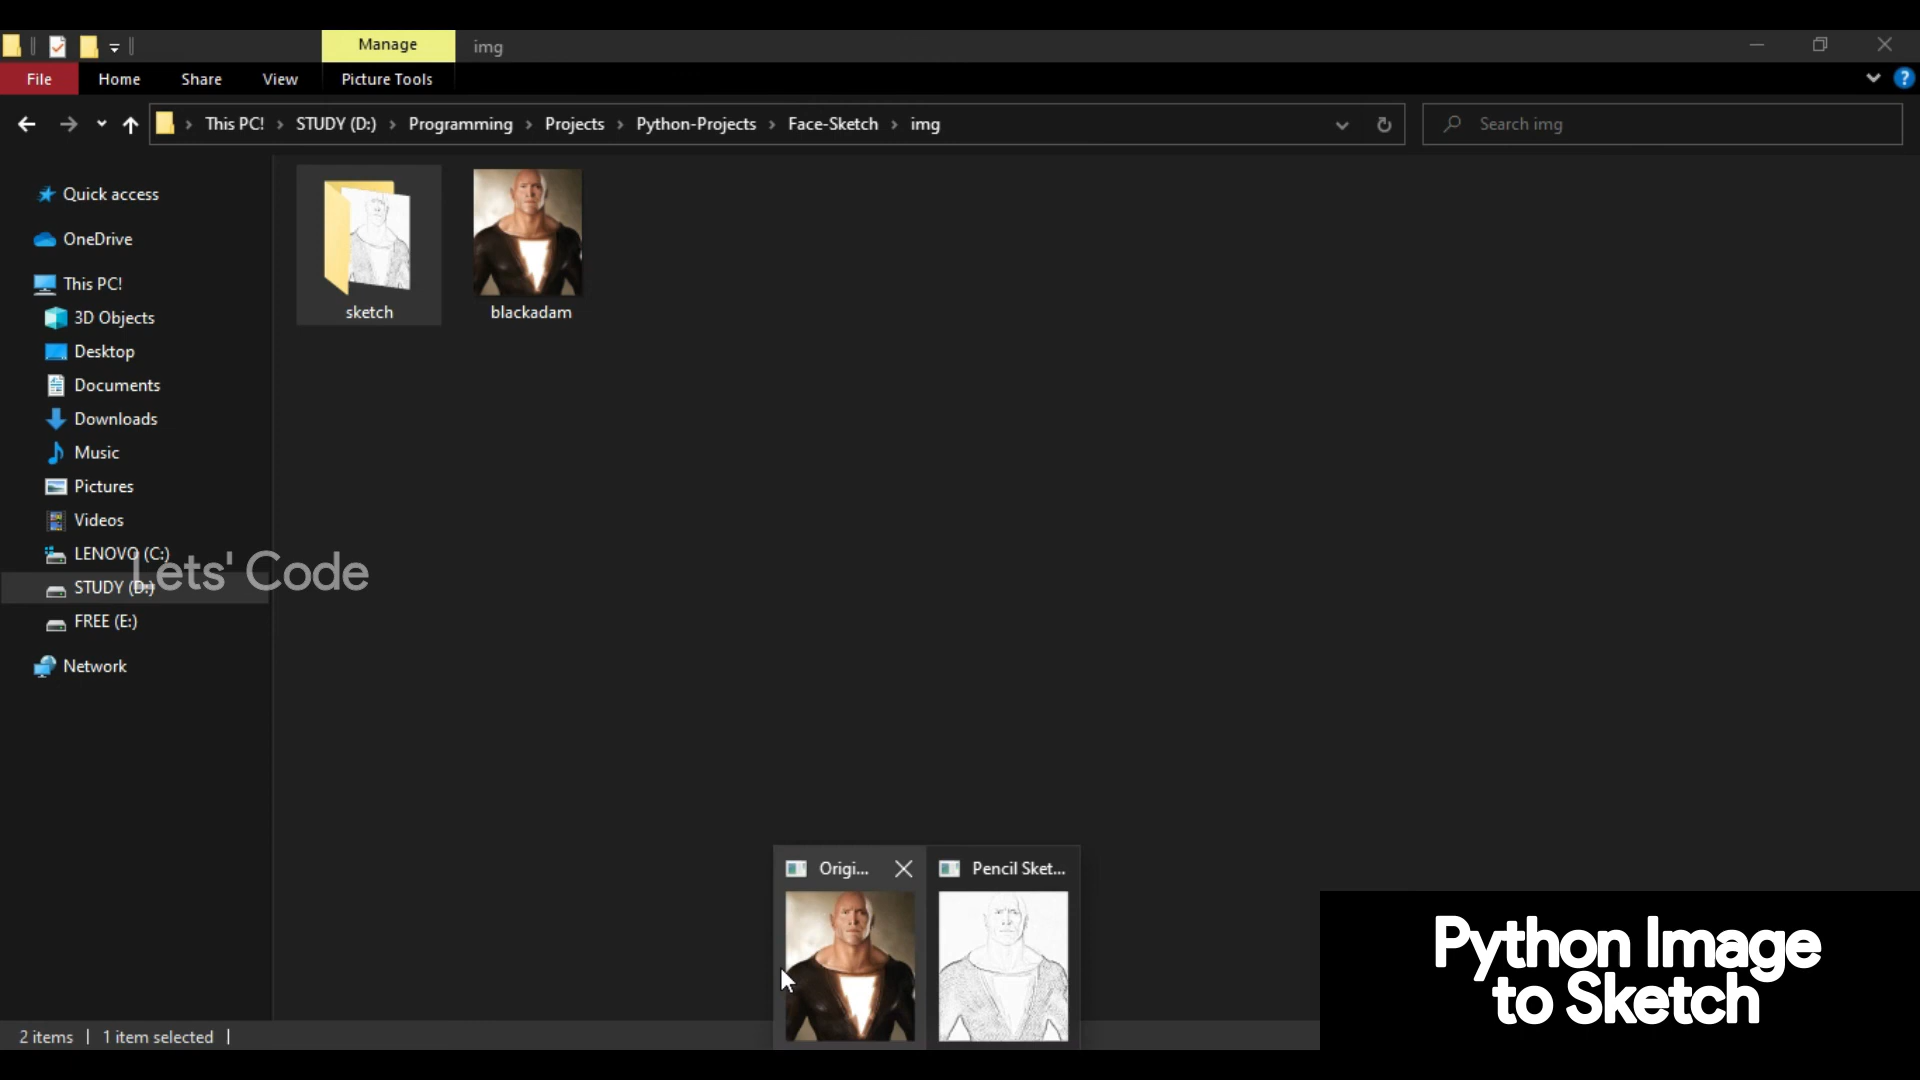 Manage
img
File
Home
Share
View
Picture Tools
This PC! › STUDY (D:) › Programming › Projects › Python-Projects › Face-Sketch › img
Search img
Quick access
OneDrive
This PC!
3D Objects
Desktop
Documents
Downloads
Music
Pictures
Videos
LENOVO (C:)
STUDY (D:)
FREE (E:)
Network
Lets' Code
sketch
blackadam
Origi...
Pencil Sket...
2 items
1 item selected
Python Image
to Sketch